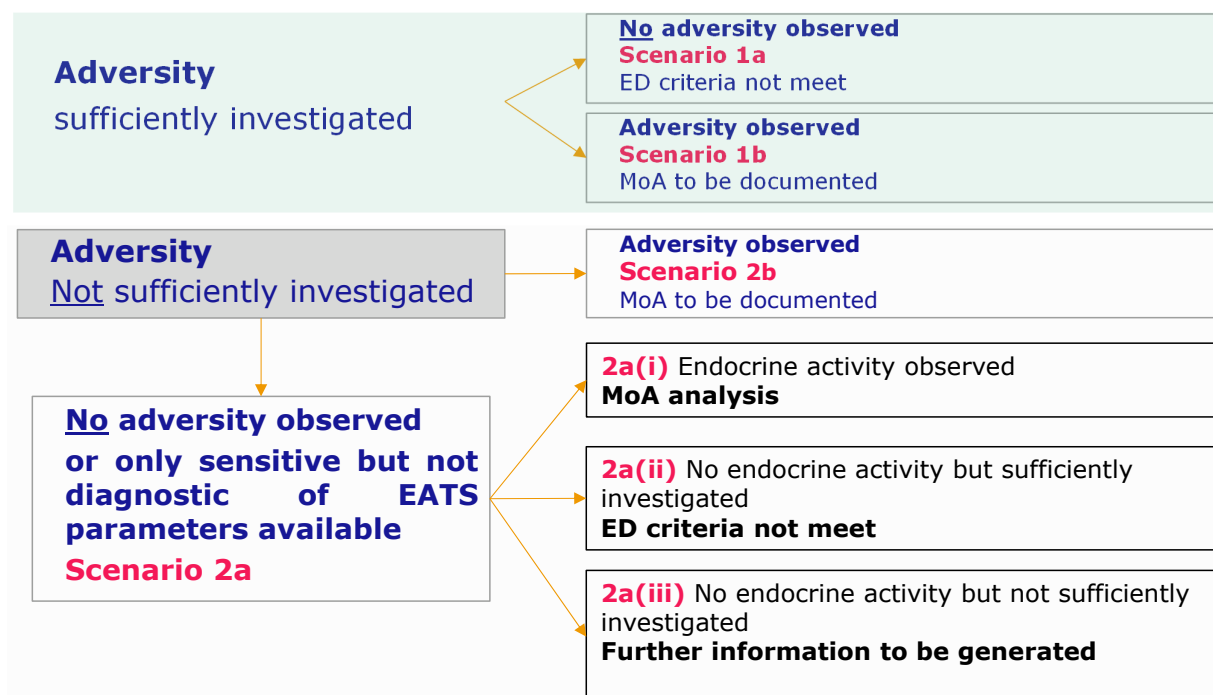 Adversity
sufficiently investigated
No adversity observed
Scenario 1a
ED criteria not meet
Adversity observed
Scenario 1b
MoA to be documented
Adversity
Not sufficiently investigated
Adversity observed
Scenario 2b
MoA to be documented
No adversity observed
or only sensitive but not
diagnostic of EATS
parameters available
Scenario 2a
2a(i) Endocrine activity observed
MoA analysis
2a(ii) No endocrine activity but sufficiently
investigated
ED criteria not meet
2a(iii) No endocrine activity but not sufficiently
investigated
Further information to be generated